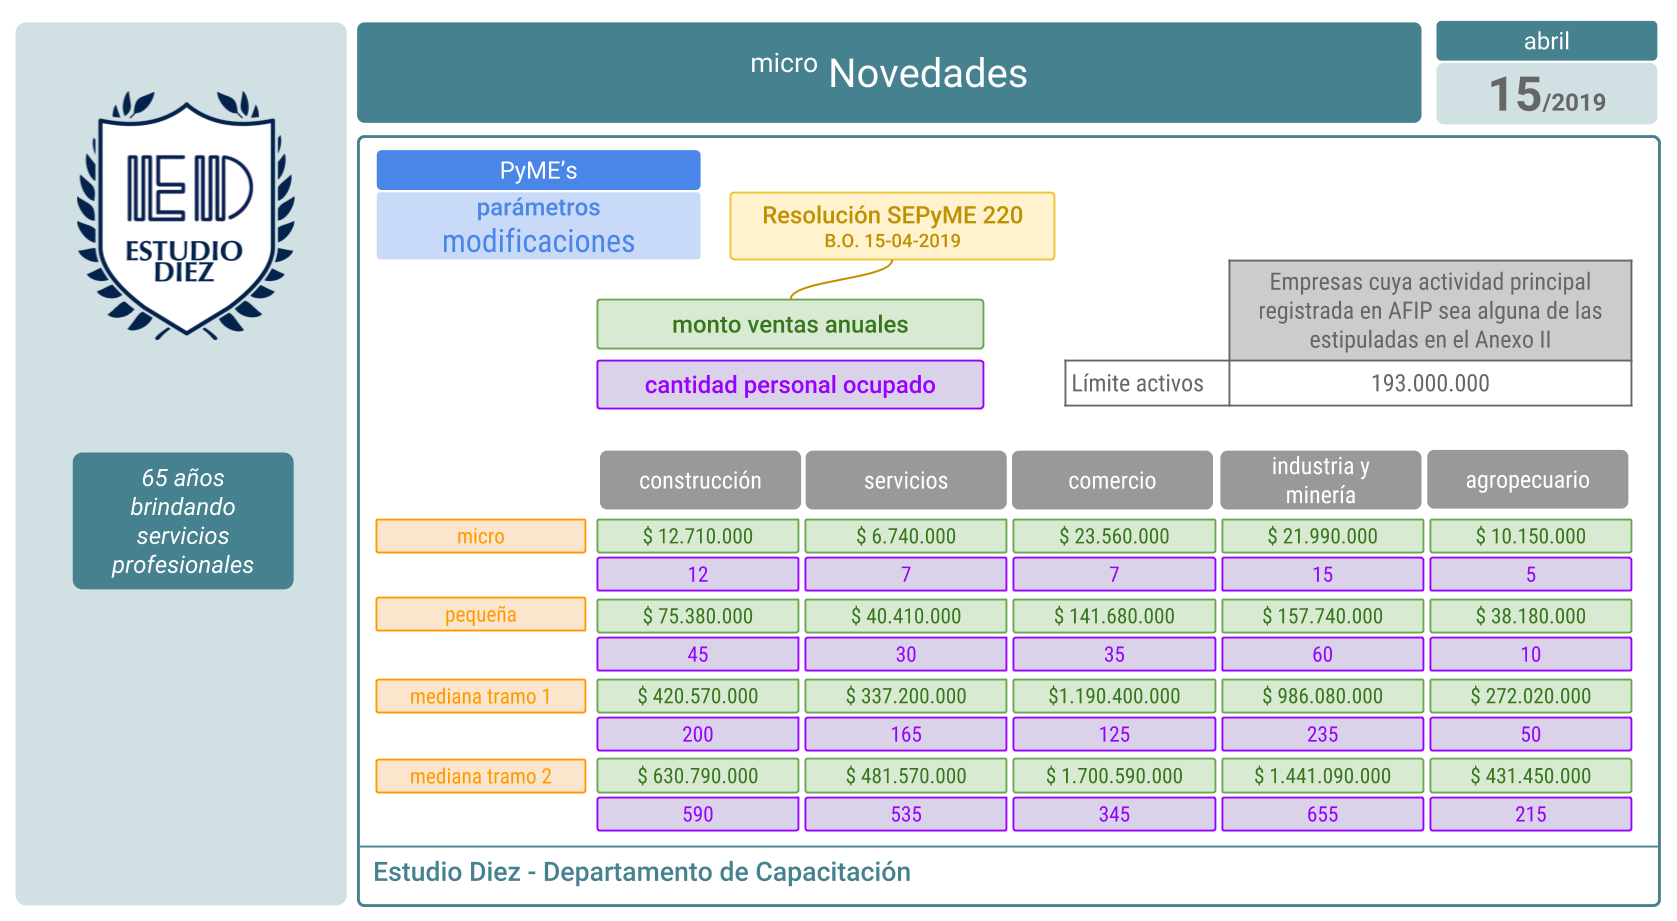 ESTUDIO
DIEZ
65 años
brindando
servicios
profesionales
micro Novedades
abril
15/2019
PyME's
parámetros
modificaciones
Resolución SEPyME 220
B.O. 15-04-2019
monto ventas anuales
cantidad personal ocupado
Empresas cuya actividad principal
registrada en AFIP sea alguna de las
estipuladas en el Anexo II
Límite activos 193.000.000
construcción servicios comercio industria y minería agropecuario
micro $ 12.710.000 $ 6.740.000 $ 23.560.000 $ 21.990.000 $ 10.150.000
12 7 7 15 5
pequeña $ 75.380.000 $ 40.410.000 $ 141.680.000 $ 157.740.000 $ 38.180.000
45 30 35 60 10
mediana tramo 1 $ 420.570.000 $ 337.200.000 $1.190.400.000 $ 986.080.000 $ 272.020.000
200 165 125 235 50
mediana tramo 2 $ 630.790.000 $ 481.570.000 $ 1.700.590.000 $ 1.441.090.000 $ 431.450.000
590 535 345 655 215
Estudio Diez - Departamento de Capacitación